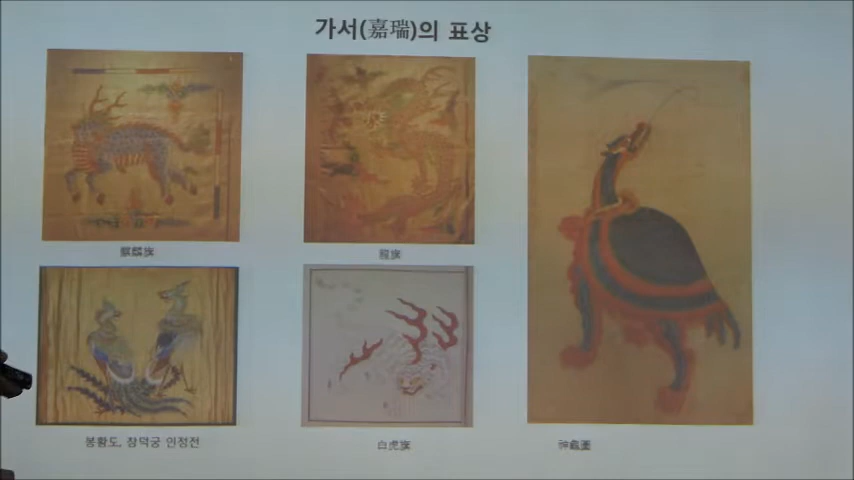 가서(嘉瑞)의 표상
麒麟旗
龍旗
봉황도, 창덕궁 인정전
白虎旗
神龜圖